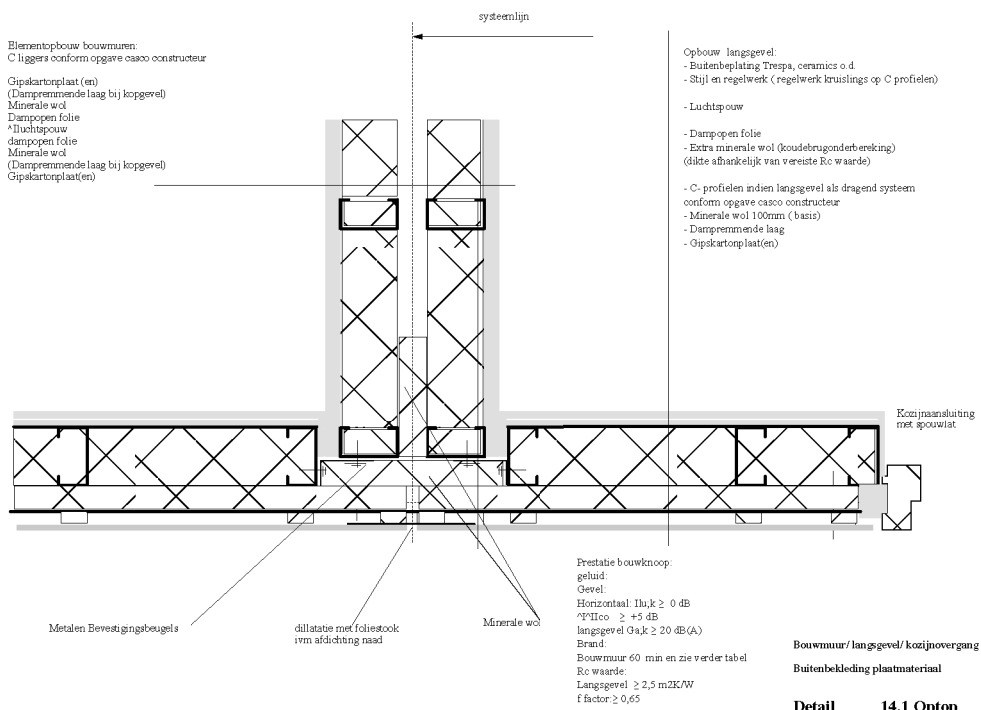 systeemlijn
Elementopbouw bouwmuren:
C liggers conform opgave casco constructeur
Gipskartonplaat (en)
(Dampremmende laag bij kopgevel)
Minerale wol
Dampopen folie
^Iluchtspouw
dampopen folie
Minerale wol
(Dampremmende laag bij kopgevel)
Gipskartonplaat(en)
Opbouw langsgevel:
- Buitenbeplating Trespa, ceramics o.d.
- Stijl en regelwerk ( regelwerk kruislings op C profielen)
- Luchtspouw
- Dampopen folie
- Extra minerale wol (koudebrugonderbereking)
(dikte afhankelijk van vereiste Rc waarde)
- C- profielen indien langsgevel als dragend systeem
conform opgave casco constructeur
- Minerale wol 100mm ( basis)
- Dampremmende laag
- Gipskartonplaat(en)
Kozijnaansluiting
met spouwlat
Metalen Bevestigingsbeugels
dillatatie met foliestook
ivm afdichting naad
Minerale wol
Prestatie bouwknoop:
geluid:
Gevel:
Horizontaal: Ilu;k ≥ 0 dB
^I^IIco ≥ +5 dB
langsgevel Ga;k ≥ 20 dB(A)
Brand:
Bouwmuur 60 min en zie verder tabel
Rc waarde:
Langsgevel ≥ 2,5 m2K/W
f factor:≥ 0,65
Bouwmuur/ langsgevel/ kozijnovergang
Buitenbekleding plaatmateriaal
Detail 14.1 Optop